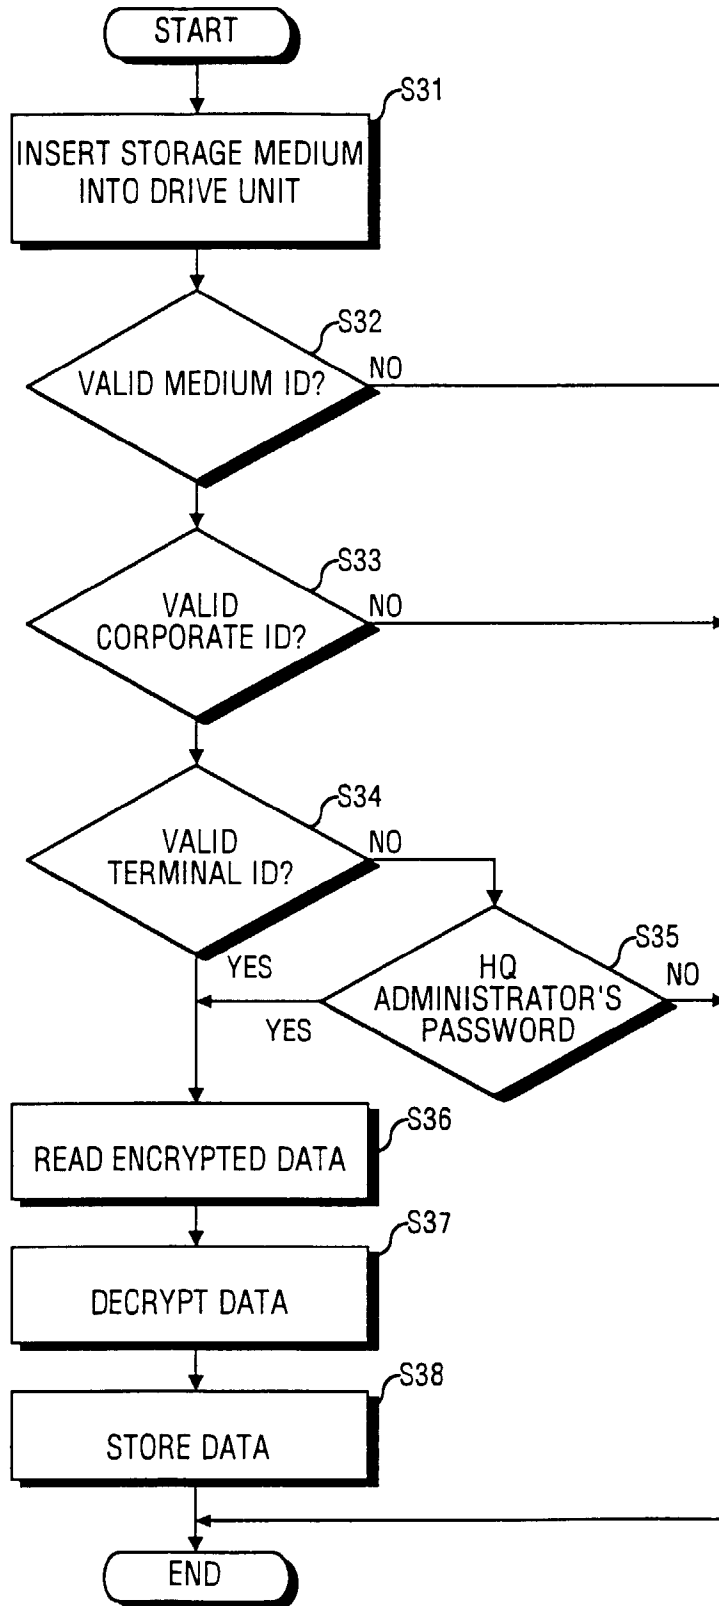 START
S31
INSERT STORAGE MEDIUM
INTO DRIVE UNIT
S32
VALID MEDIUM ID?
NO
S33
VALID
CORPORATE ID?
NO
S34
VALID
TERMINAL ID?
NO
YES
S35
HQ
ADMINISTRATOR'S
PASSWORD
NO
YES
S36
READ ENCRYPTED DATA
S37
DECRYPT DATA
S38
STORE DATA
END